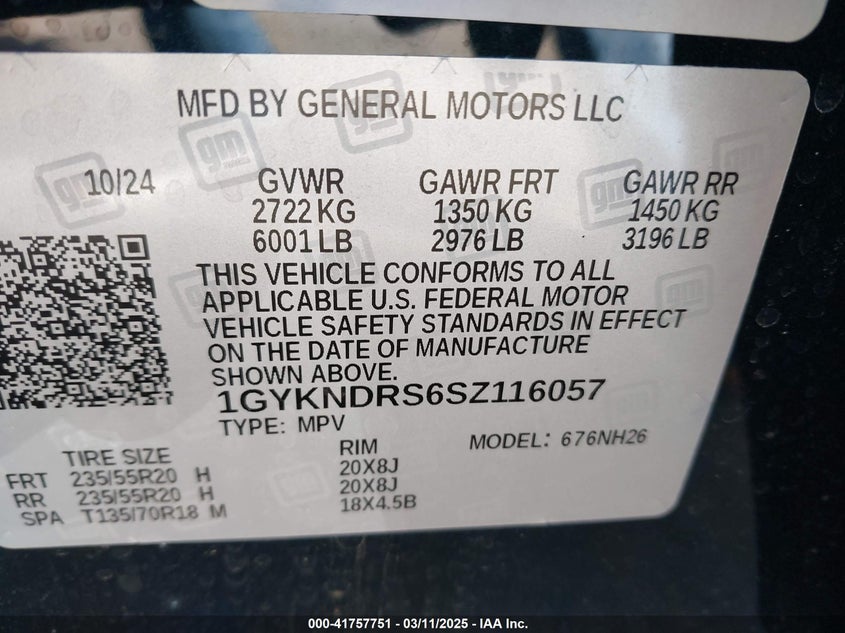 MFD BY GENERAL MOTORS LLC
10/24 GVWR GAWR FRT GAWR RR
2722 KG 1350 KG 1450 KG
6001 LB 2976 LB 3196 LB
THIS VEHICLE CONFORMS TO ALL
APPLICABLE U.S. FEDERAL MOTOR
VEHICLE SAFETY STANDARDS IN EFFECT
ON THE DATE OF MANUFACTURE
SHOWN ABOVE.
1GYKNDRS6SZ116057
TYPE: MPV MODEL: 676NH26
TIRE SIZE RIM
FRT 235/55R20 H 20X8J
RR 235/55R20 H 20X8J
SPA T135/70R18 M 18X4.5B
000-41757751 — 03/11/2025 — IAA Inc.